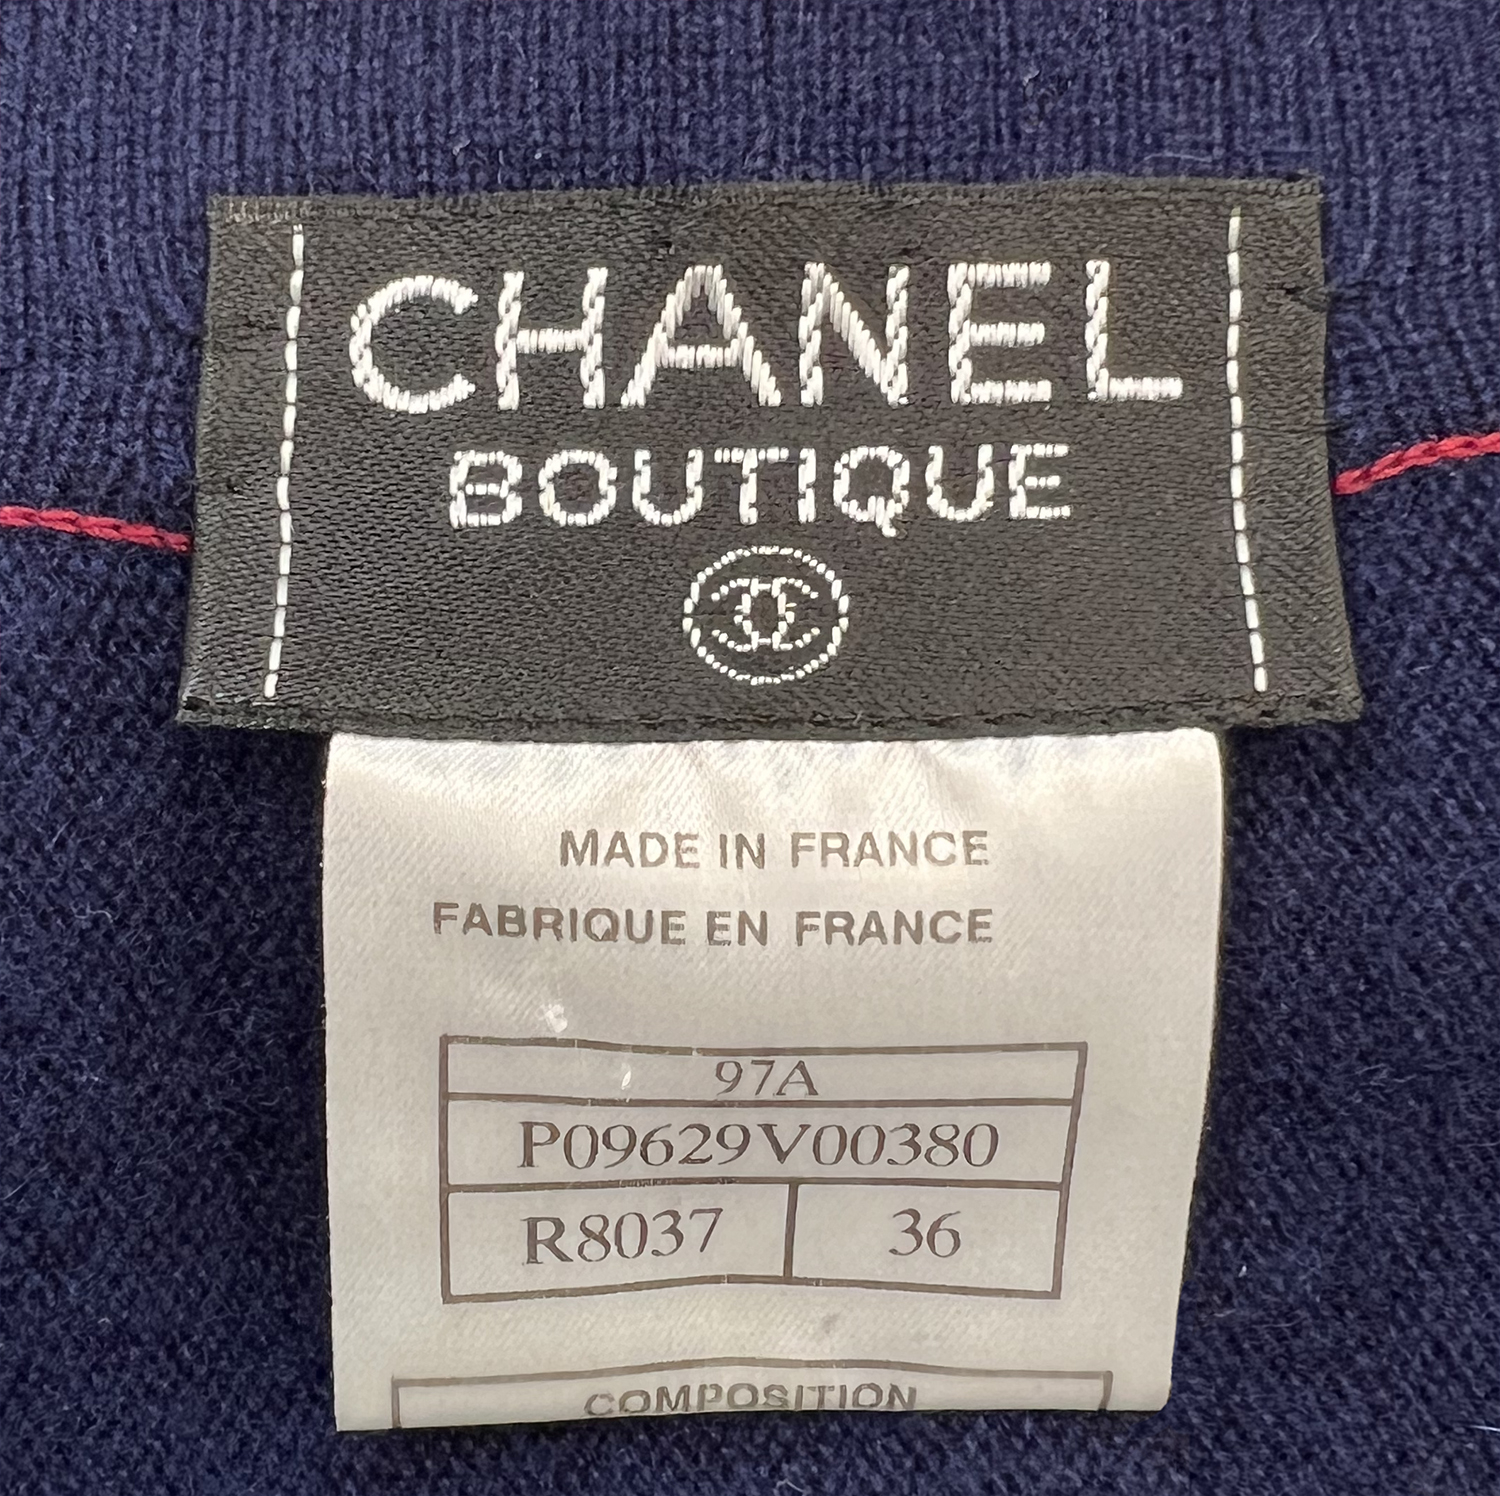 CHANEL
BOUTIQUE
MADE IN FRANCE
FABRIQUE EN FRANCE
97A
P09629V00380
R8037 36
COMPOSITION